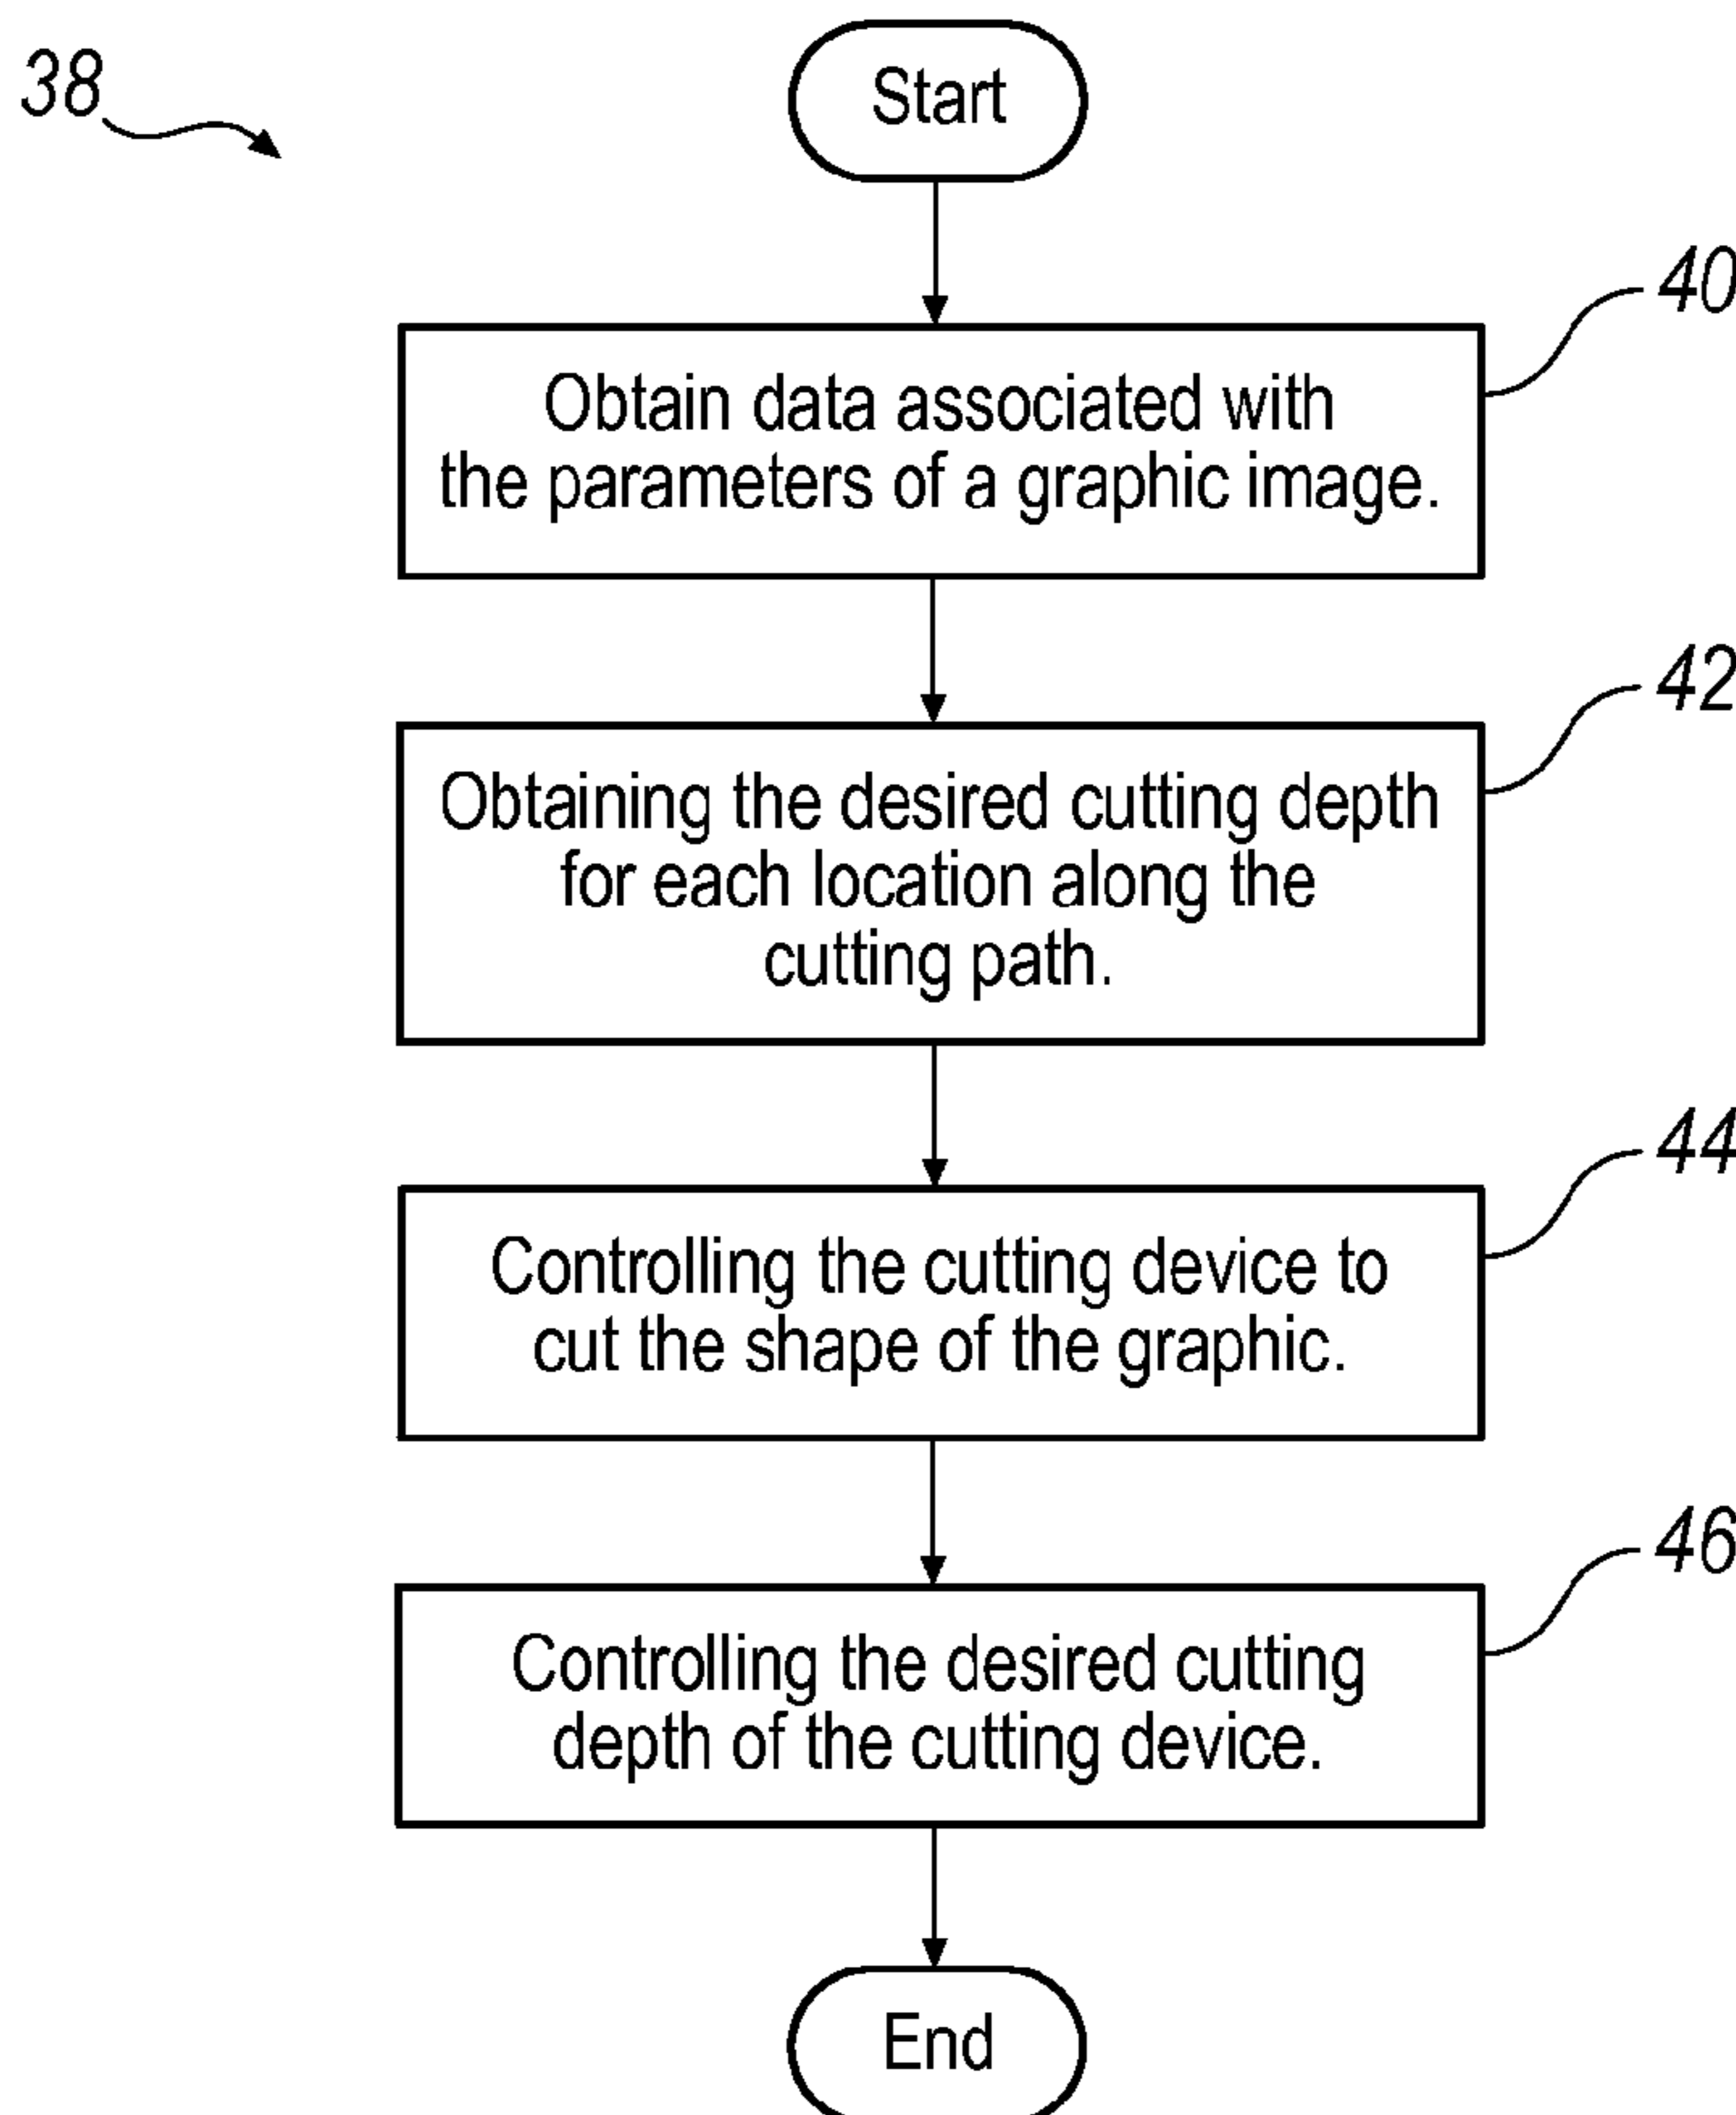 38
Start
40
Obtain data associated with
the parameters of a graphic image.
42
Obtaining the desired cutting depth
for each location along the
cutting path.
44
Controlling the cutting device to
cut the shape of the graphic.
46
Controlling the desired cutting
depth of the cutting device.
End